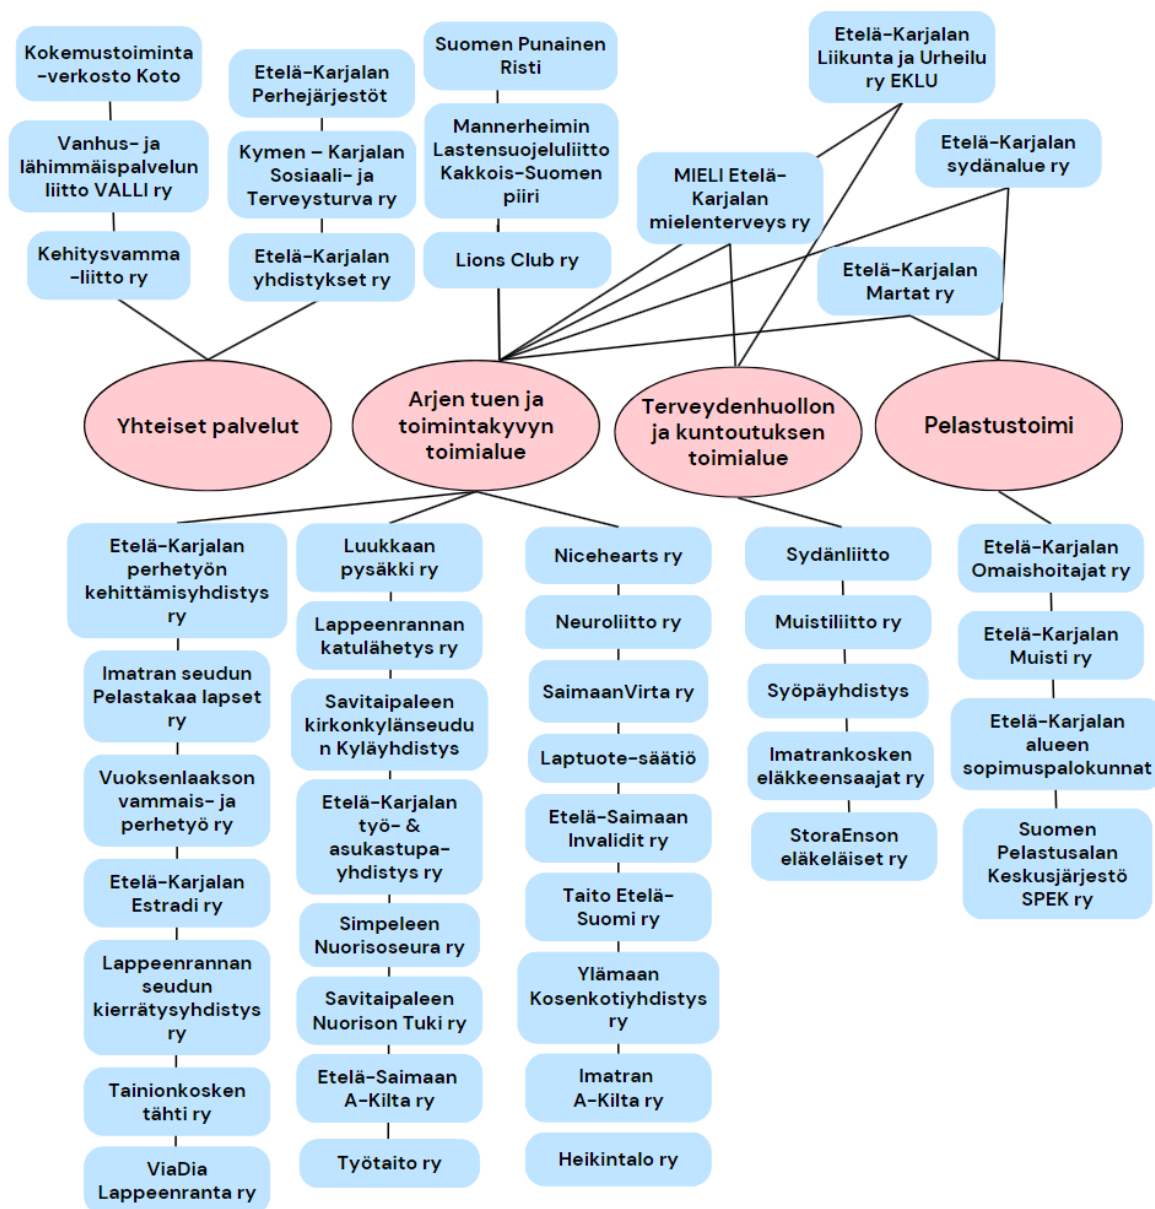 Kokemustoiminta
-verkosto Koto
Vanhus- ja
lähimmäispalvelun
liitto VALLI ry
Kehitysvamma
-liitto ry
Etelä-Karjalan
Perhejärjestöt
Kymen – Karjalan
Sosiaali- ja
Terveysturva ry
Etelä-Karjalan
yhdistykset ry
Suomen Punainen
Risti
Mannerheimin
Lastensuojeluliitto
Kakkois-Suomen
piiri
Lions Club ry
MIELI Etelä-
Karjalan
mielenterveys ry
Etelä-Karjalan
Liikunta ja Urheilu
ry EKLU
Etelä-Karjalan
sydänalue ry
Etelä-Karjalan
Martat ry
Yhteiset palvelut
Arjen tuen ja
toimintakyvyn
toimialue
Terveydenhuollon
ja kuntoutuksen
toimialue
Pelastustoimi
Etelä-Karjalan
perhetyön
kehittämisyhdistys
ry
Imatran seudun
Pelastakaa lapset
ry
Vuoksenlaakson
vammais- ja
perhetyö ry
Etelä-Karjalan
Estradi ry
Lappeenrannan
seudun
kierrätysyhdistys
ry
Tainionkosken
tähti ry
ViaDia
Lappeenranta ry
Luukkaan
pysäkki ry
Lappeenrannan
katulähetys ry
Savitaipaleen
kirkonkylänseudu
n Kyläyhdistys
Etelä-Karjalan
työ- &
asukastupa-
yhdistys ry
Simpeleen
Nuorisoseura ry
Savitaipaleen
Nuorison Tuki ry
Etelä-Saimaan
A-Kilta ry
Työtaito ry
Nicehearts ry
Neuroliitto ry
SaimaanVirta ry
Laptuote-säätiö
Etelä-Saimaan
Invalidit ry
Taito Etelä-
Suomi ry
Ylämaan
Kosenkotiyhdistys
ry
Imatran
A-Kilta ry
Heikintalo ry
Sydänliitto
Muistiliitto ry
Syöpäyhdistys
Imatrankosken
eläkkeensaajat ry
StoraEnson
eläkeläiset ry
Etelä-Karjalan
Omaishoitajat ry
Etelä-Karjalan
Muisti ry
Etelä-Karjalan
alueen
sopimuspalokunnat
Suomen
Pelastusalan
Keskusjärjestö
SPEK ry